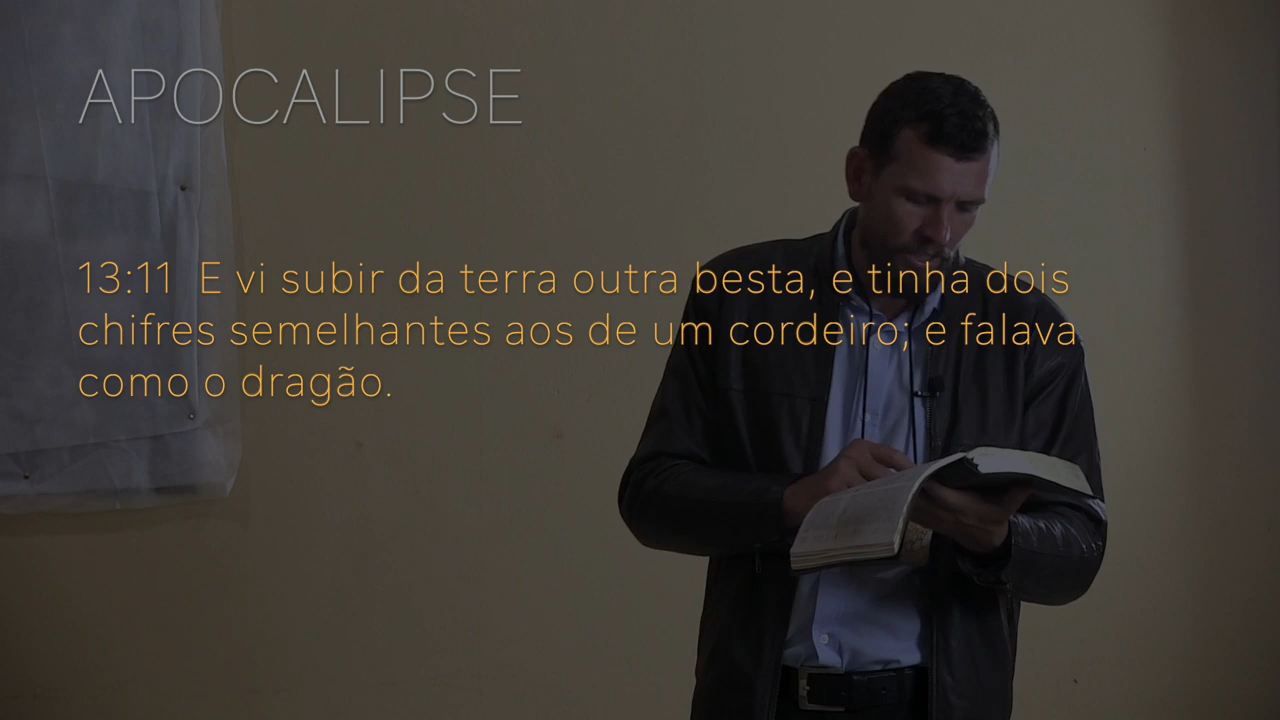 APOCALIPSE
13:11 E vi subir da terra outra besta, e tinha dois
chifres semelhantes aos de um cordeiro; e falava
como o dragão.